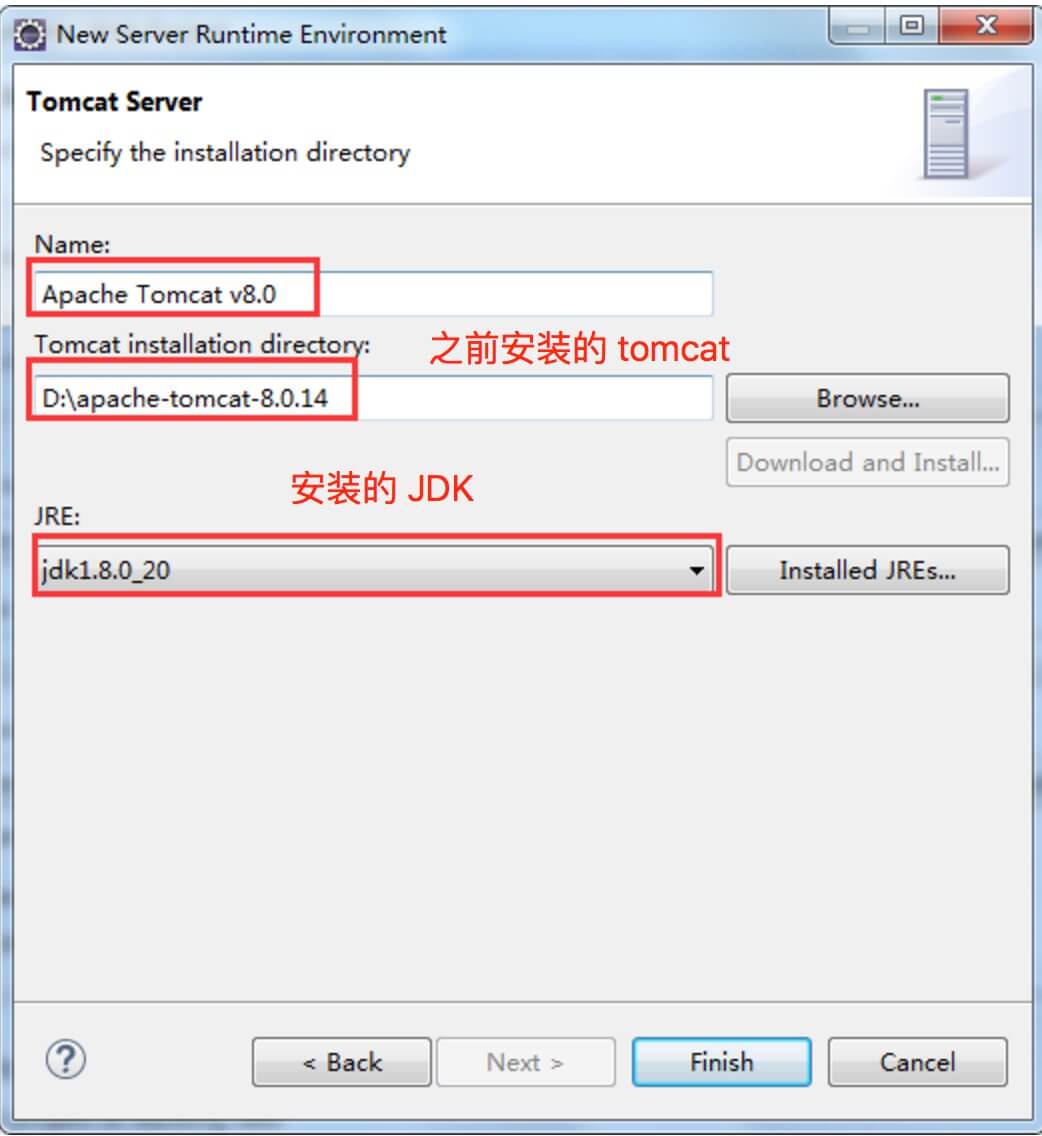 New Server Runtime Environment
Tomcat Server
Specify the installation directory
Name:
Apache Tomcat v8.0
Tomcat installation directory:
之前安装的 tomcat
D:\apache-tomcat-8.0.14
Browse...
Download and Install...
安装的 JDK
JRE:
jdk1.8.0_20
Installed JREs...
?
< Back
Next >
Finish
Cancel